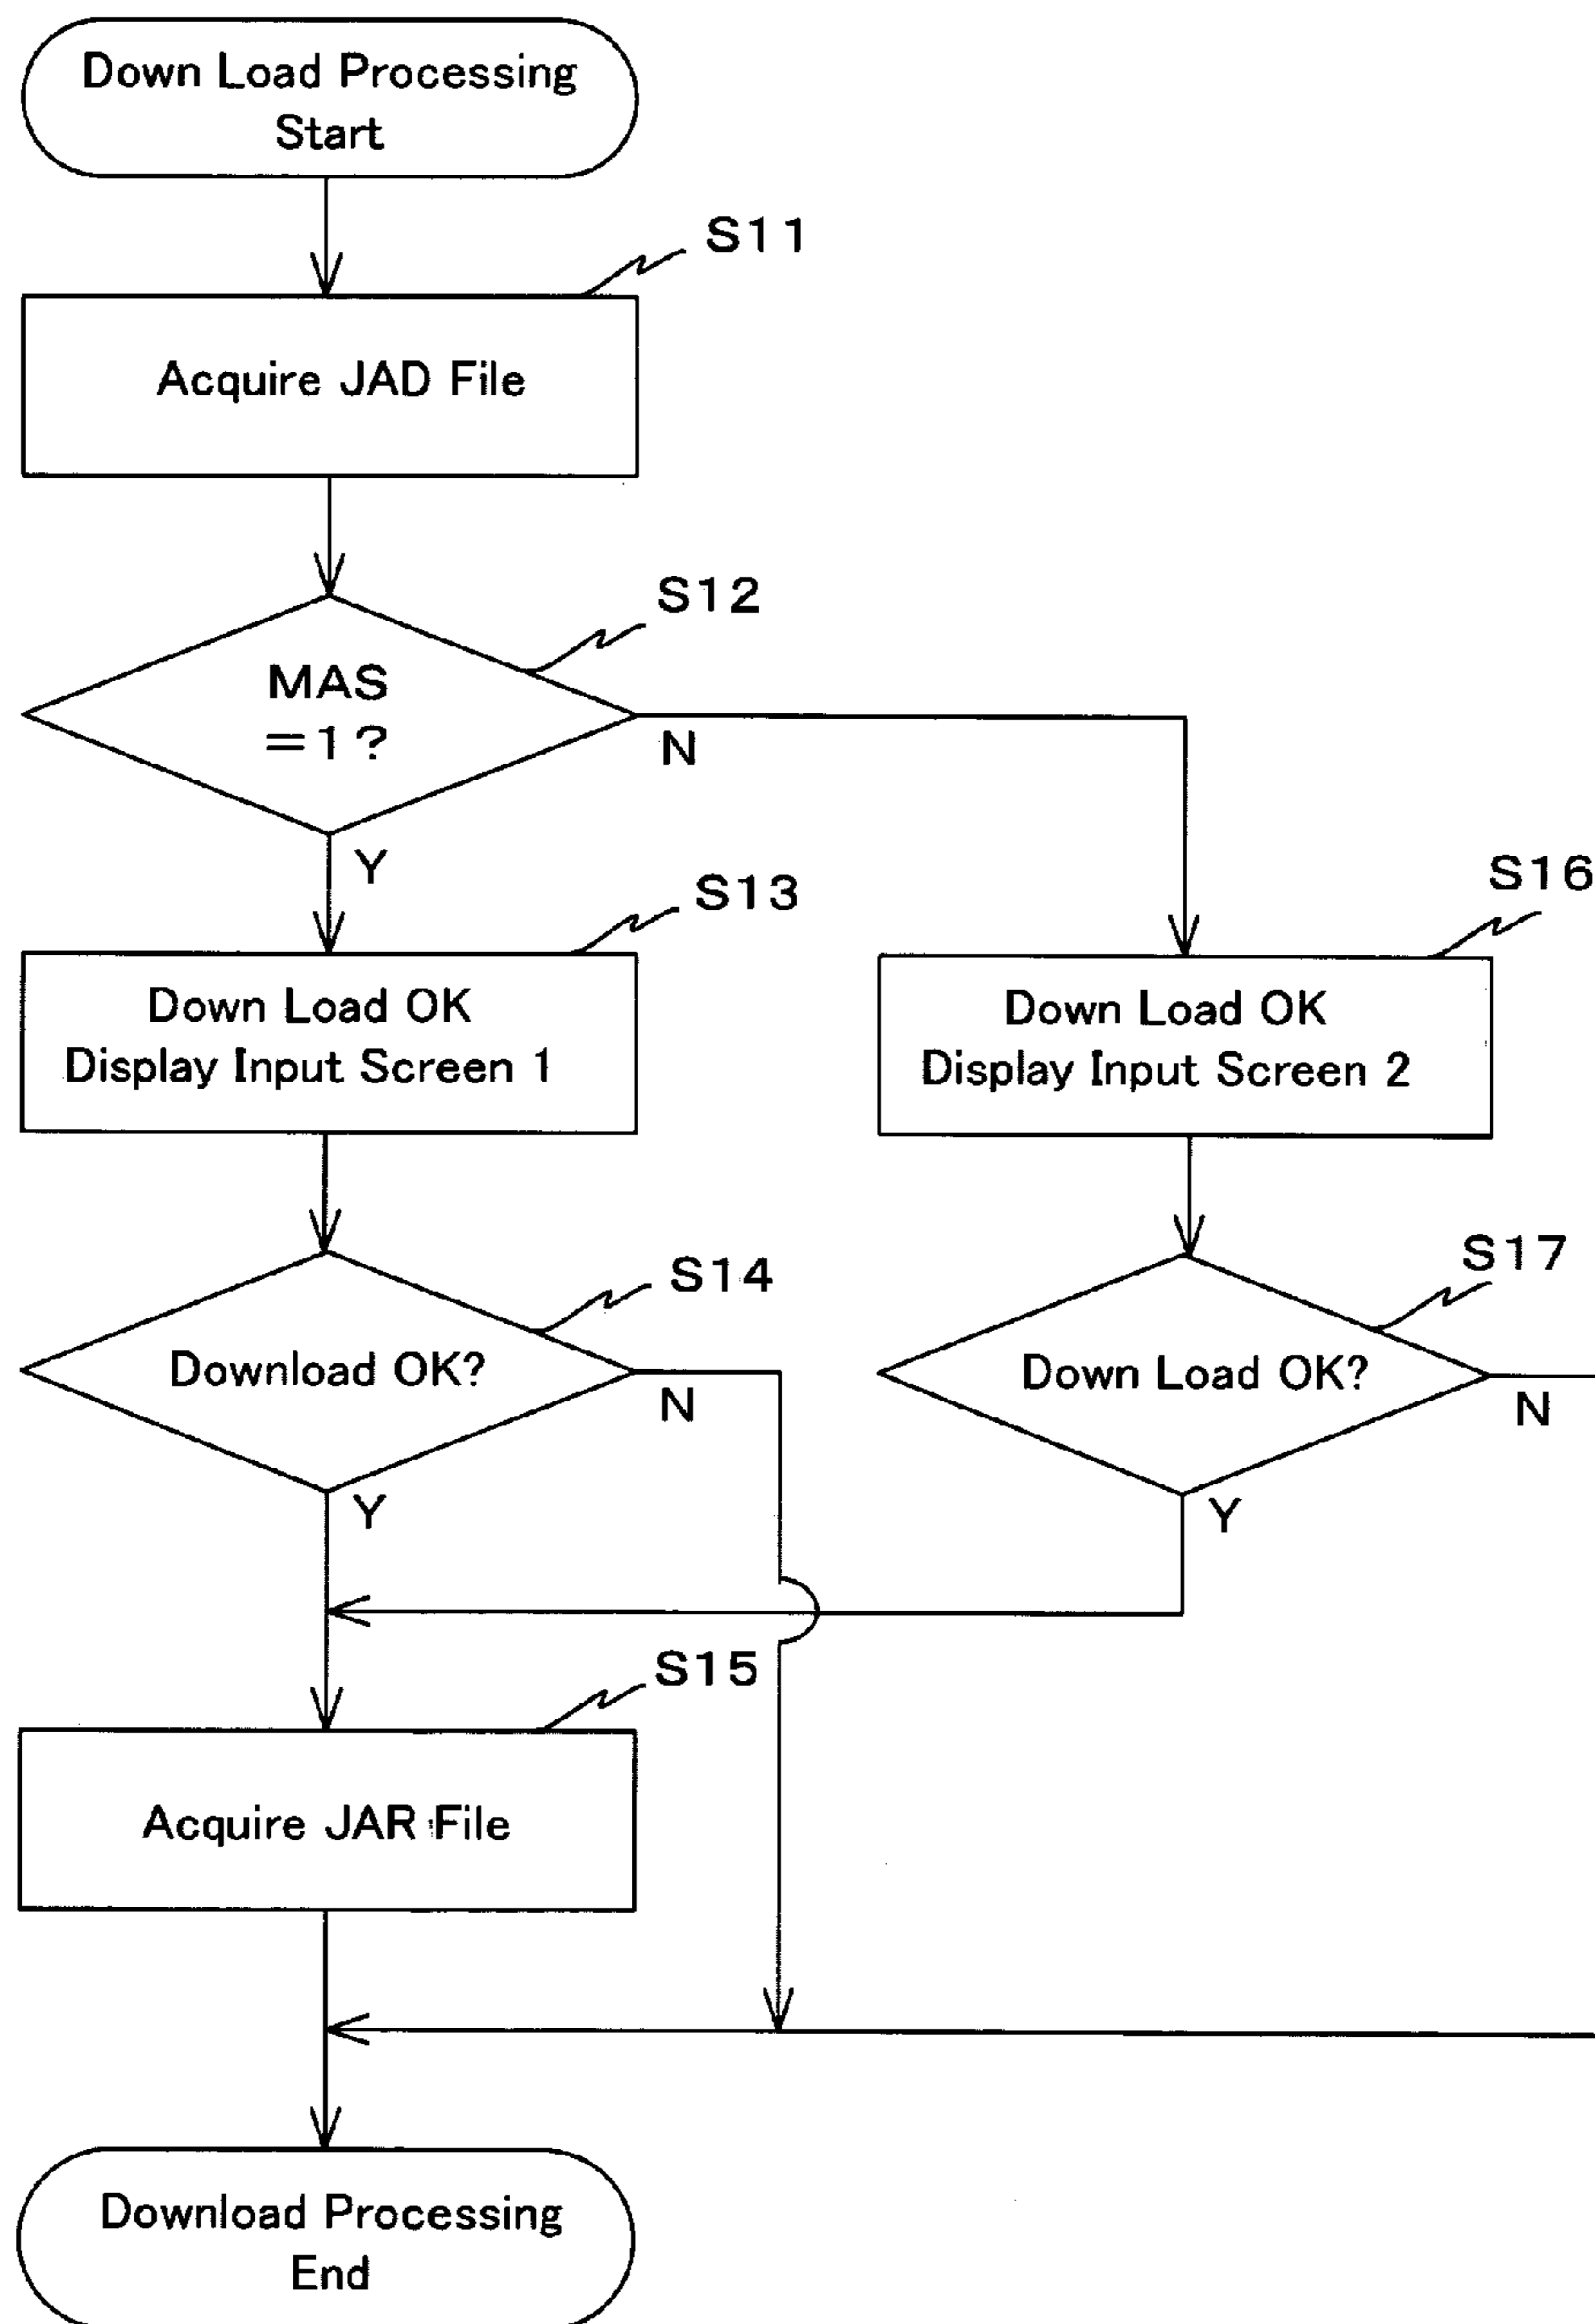 Down Load Processing
Start
S11
Acquire JAD File
S12
MAS
=1?
N
Y
S13
Down Load OK
Display Input Screen 1
S16
Down Load OK
Display Input Screen 2
S14
Download OK?
N
Y
S17
Down Load OK?
N
Y
S15
Acquire JAR File
Download Processing
End